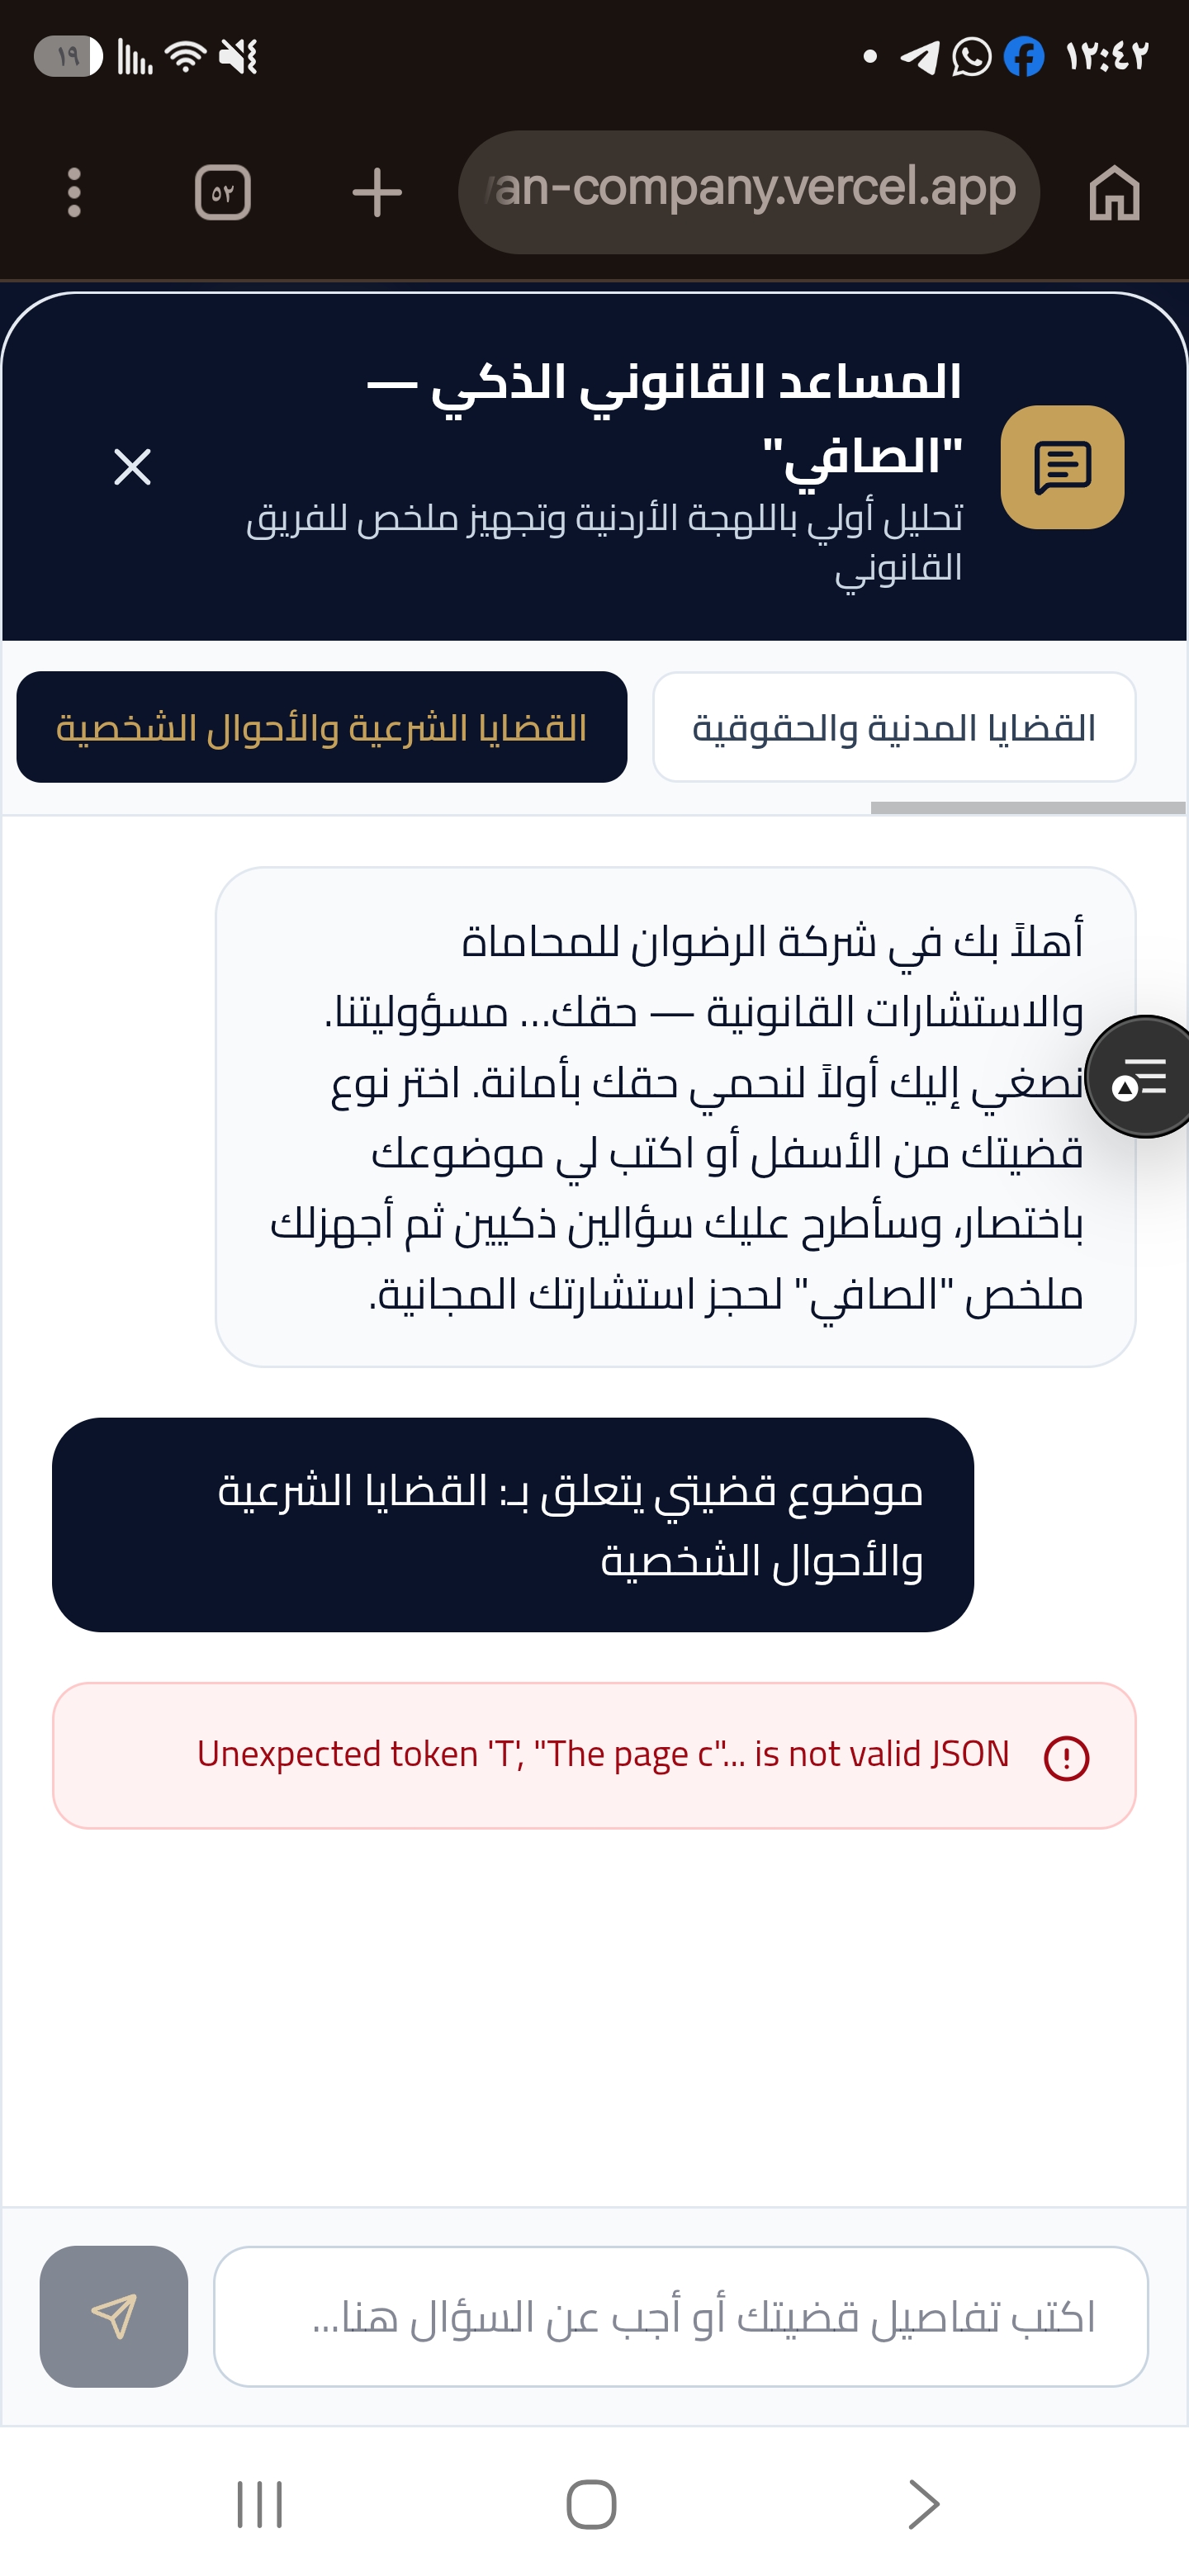 ١٢:٤٢
١٩
an-company.vercel.app
٥٢
المساعد القانوني الذكي —
"الصافي"
تحليل أولي باللهجة الأردنية وتجهيز ملخص للفريق
القانوني
القضايا المدنية والحقوقية
القضايا الشرعية والأحوال الشخصية
أهلاً بك في شركة الرضوان للمحاماة
والاستشارات القانونية — حقك... مسؤوليتنا.
نصغي إليك أولاً لنحمي حقك بأمانة. اختر نوع
قضيتك من الأسفل أو اكتب لي موضوعك
باختصار، وسأطرح عليك سؤالين ذكيين ثم أجهزلك
ملخص "الصافي" لحجز استشارتك المجانية.
موضوع قضيتي يتعلق بـ: القضايا الشرعية
والأحوال الشخصية
Unexpected token 'T', "The page c"... is not valid JSON
اكتب تفاصيل قضيتك أو أجب عن السؤال هنا...